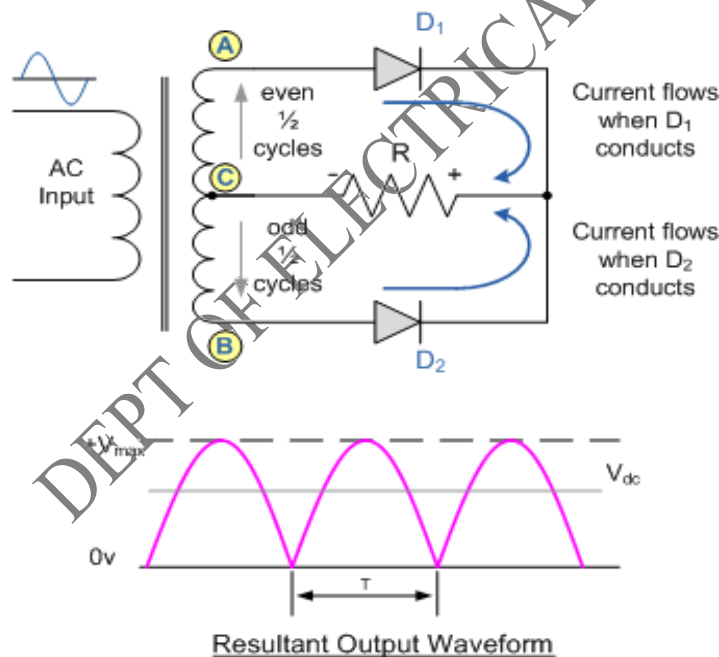 D1
A
even
½
cycles
Current flows
when D1
conducts
R
- +
AC
Input
C
odd
½
cycles
Current flows
when D2
conducts
B
D2
DEPT OF ELECTRICAL
+Vmax
Vdc
0v
T
Resultant Output Waveform